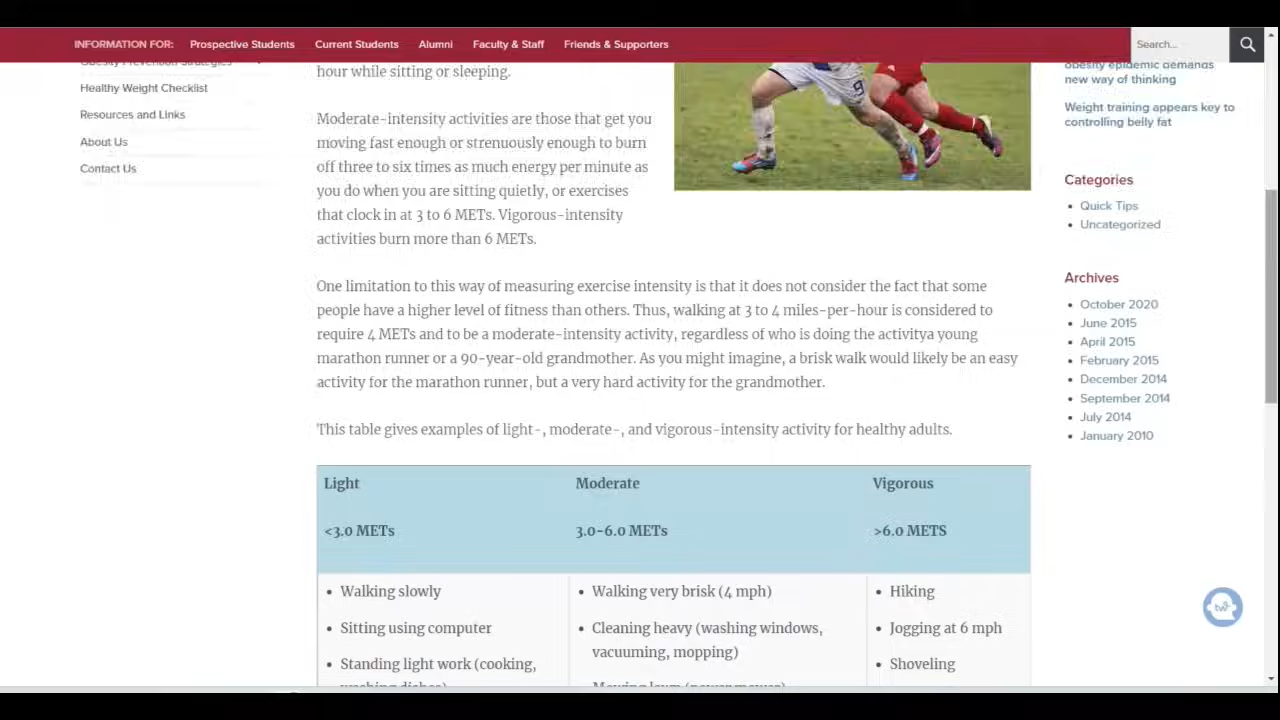 INFORMATION FOR: Prospective Students Current Students Alumni Faculty & Staff Friends & Supporters Search...
Obesity Prevention Strategies
Healthy Weight Checklist
Resources and Links
About Us
Contact Us
hour while sitting or sleeping.
Moderate-intensity activities are those that get you
moving fast enough or strenuously enough to burn
off three to six times as much energy per minute as
you do when you are sitting quietly, or exercises
that clock in at 3 to 6 METs. Vigorous-intensity
activities burn more than 6 METs.
9
One limitation to this way of measuring exercise intensity is that it does not consider the fact that some
people have a higher level of fitness than others. Thus, walking at 3 to 4 miles-per-hour is considered to
require 4 METs and to be a moderate-intensity activity, regardless of who is doing the activitya young
marathon runner or a 90-year-old grandmother. As you might imagine, a brisk walk would likely be an easy
activity for the marathon runner, but a very hard activity for the grandmother.
This table gives examples of light-, moderate-, and vigorous-intensity activity for healthy adults.
Light Moderate Vigorous
<3.0 METs 3.0-6.0 METs >6.0 METS
• Walking slowly
• Sitting using computer
• Standing light work (cooking,
washing dishes)
• Walking very brisk (4 mph)
• Cleaning heavy (washing windows,
vacuuming, mopping)
• Mowing lawn (power mower)
• Hiking
• Jogging at 6 mph
• Shoveling
obesity epidemic demands
new way of thinking
Weight training appears key to
controlling belly fat
Categories
• Quick Tips
• Uncategorized
Archives
• October 2020
• June 2015
• April 2015
• February 2015
• December 2014
• September 2014
• July 2014
• January 2010